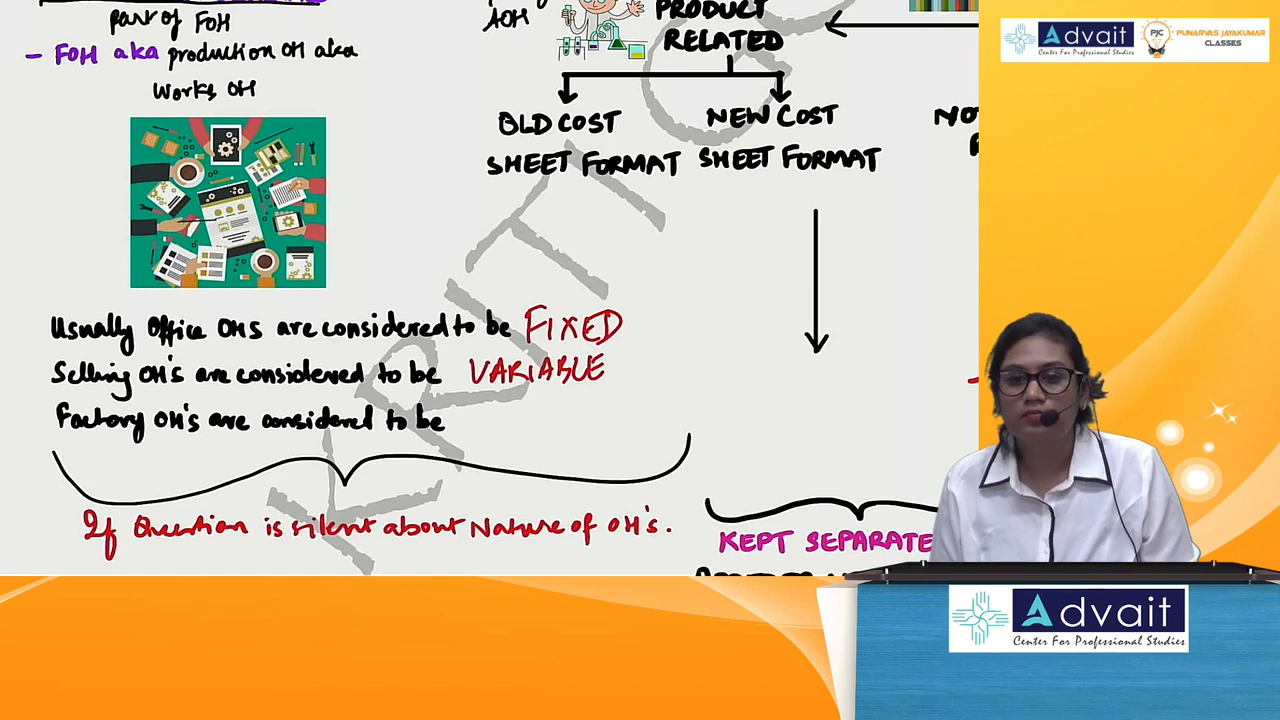 part of FOH
- FOH aka production OH aka
Works OH
AOH
PRODUCT
RELATED
OLD COST
SHEET FORMAT
NEW COST
SHEET FORMAT
Usually Office OHS are considered to be FIXED
Selling OH's are considered to be VARIABLE
Factory OH's are considered to be
If Question is silent about Nature of OH's.
KEPT SEPARATE
KRITI
Advait
Center For Professional Studies
PJC
PUNARVAS JAYAKUMAR
CLASSES
Advait
Center For Professional Studies